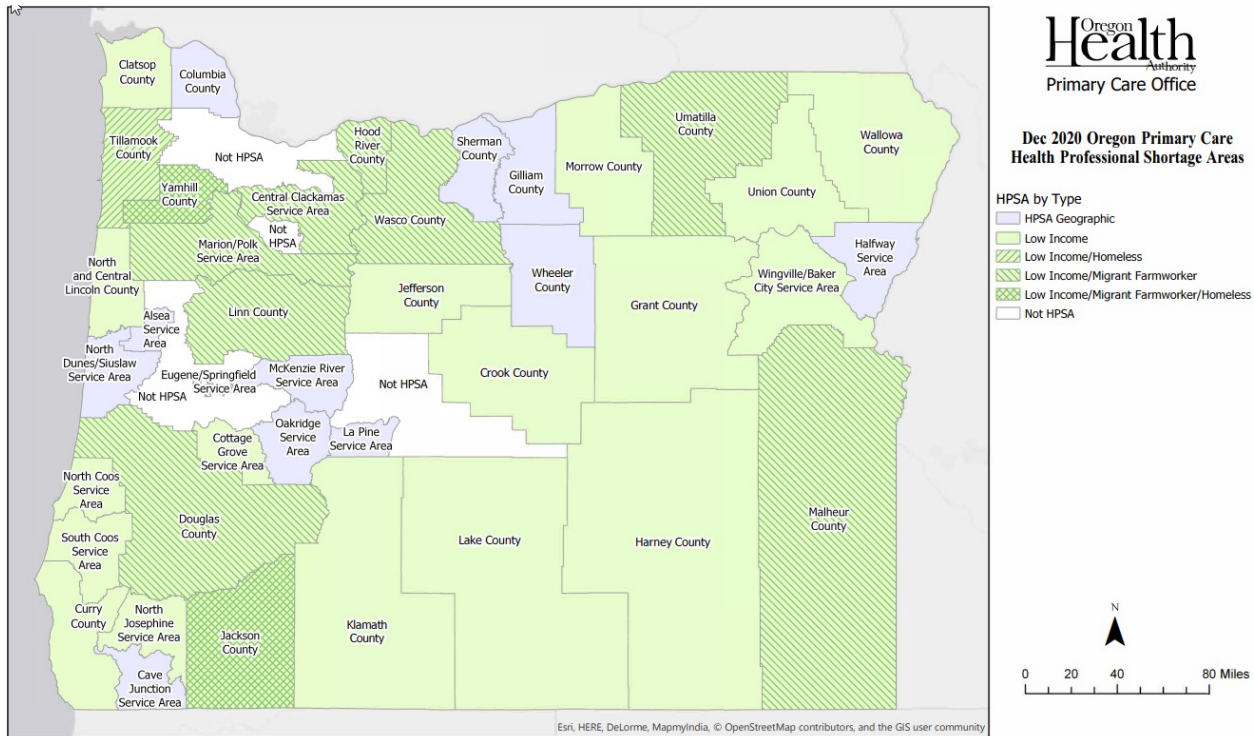 Clatsop
County
Columbia
County
Tillamook
County
Not HPSA
Hood
River
County
Yamhill
County
Central Clackamas
Service Area
Not
HPSA
Marion/Polk
Service Area
Wasco County
Sherman
County
Gilliam
County
Morrow County
Umatilla
County
Union County
Wallowa
County
North
and Central
Lincoln County
Linn County
Jefferson
County
Wheeler
County
Grant County
Wingville/Baker
City Service Area
Halfway
Service
Area
Alsea
Service
Area
North
Dunes/Siuslaw
Service Area
Eugene/Springfield
Service Area
Not HPSA
McKenzie River
Service Area
Not HPSA
Crook County
Cottage
Grove
Service Area
Oakridge
Service
Area
La Pine
Service Area
North Coos
Service
Area
Douglas
County
South Coos
Service
Area
Lake County
Harney County
Malheur
County
Curry
County
North
Josephine
Service Area
Jackson
County
Klamath
County
Cave
Junction
Service Area
Esri, HERE, DeLorme, MapmyIndia, © OpenStreetMap contributors, and the GIS user community
Oregon
Health
Authority
Primary Care Office
Dec 2020 Oregon Primary Care
Health Professional Shortage Areas
HPSA by Type
HPSA Geographic
Low Income
Low Income/Homeless
Low Income/Migrant Farmworker
Low Income/Migrant Farmworker/Homeless
Not HPSA
N
0 20 40 80 Miles